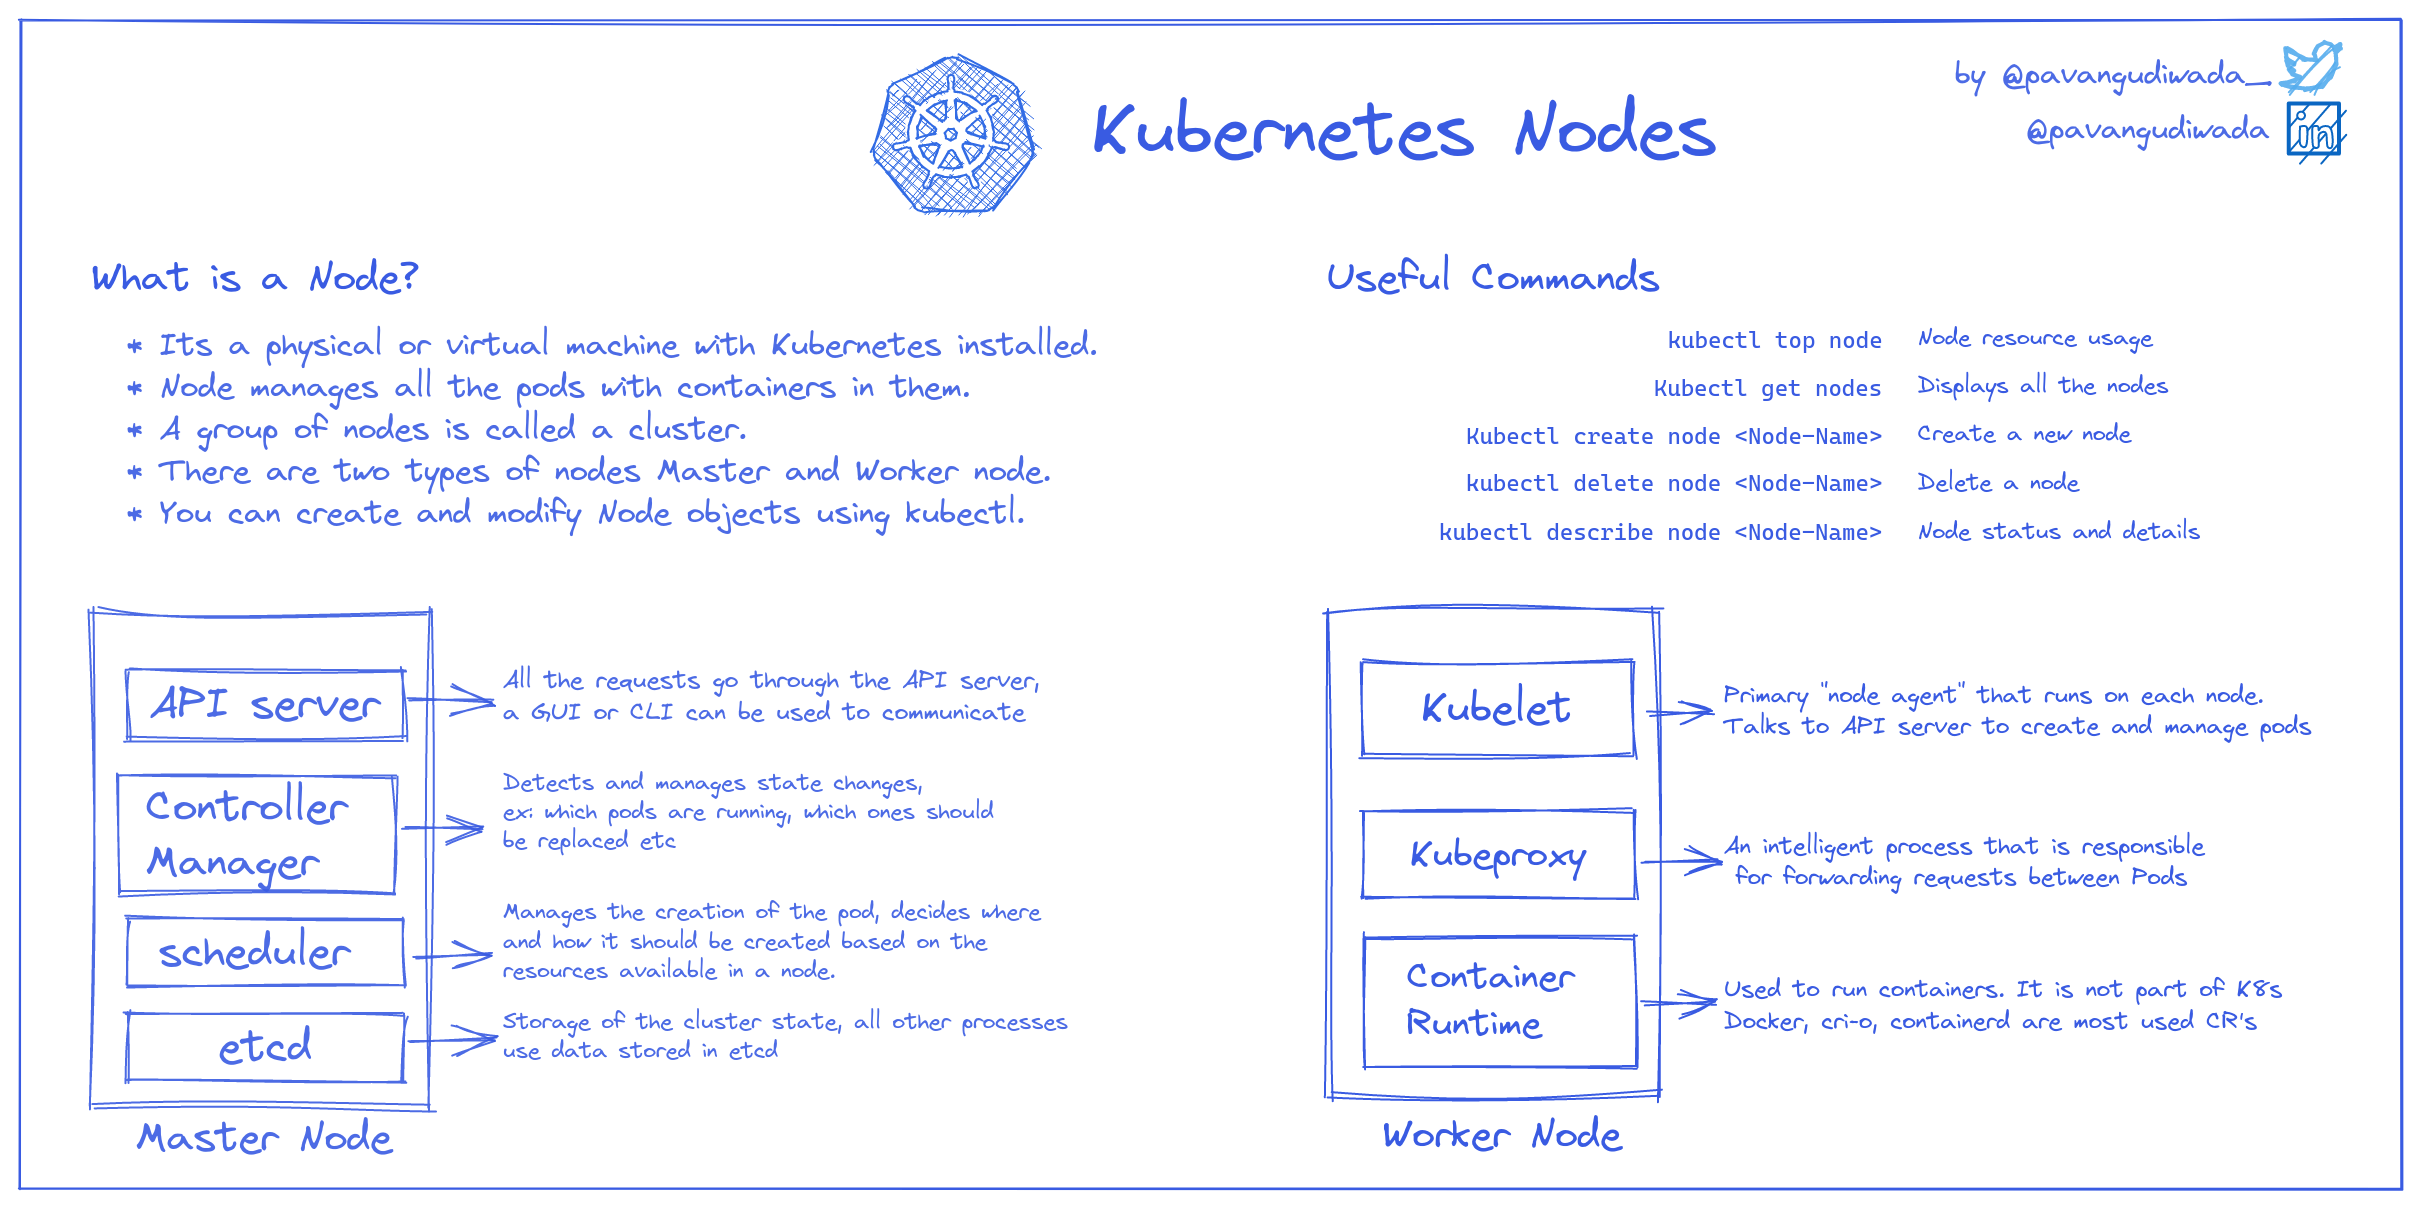 Kubernetes Nodes
by @pavangudiwada_
@pavangudiwada
in
What is a Node?
* Its a physical or virtual machine with Kubernetes installed.
* Node manages all the pods with containers in them.
* A group of nodes is called a cluster.
* There are two types of nodes Master and Worker node.
* You can create and modify Node objects using kubectl.
Useful Commands
kubectl top node Node resource usage
Kubectl get nodes Displays all the nodes
Kubectl create node <Node-Name> Create a new node
kubectl delete node <Node-Name> Delete a node
kubectl describe node <Node-Name> Node status and details
API server
All the requests go through the API server,
a GUI or CLI can be used to communicate
Controller
Manager
Detects and manages state changes,
ex: which pods are running, which ones should
be replaced etc
scheduler
Manages the creation of the pod, decides where
and how it should be created based on the
resources available in a node.
etcd
Storage of the cluster state, all other processes
use data stored in etcd
Master Node
Kubelet
Primary "node agent" that runs on each node.
Talks to API server to create and manage pods
Kubeproxy
An intelligent process that is responsible
for forwarding requests between Pods
Container
Runtime
Used to run containers. It is not part of K8s
Docker, cri-o, containerd are most used CR's
Worker Node